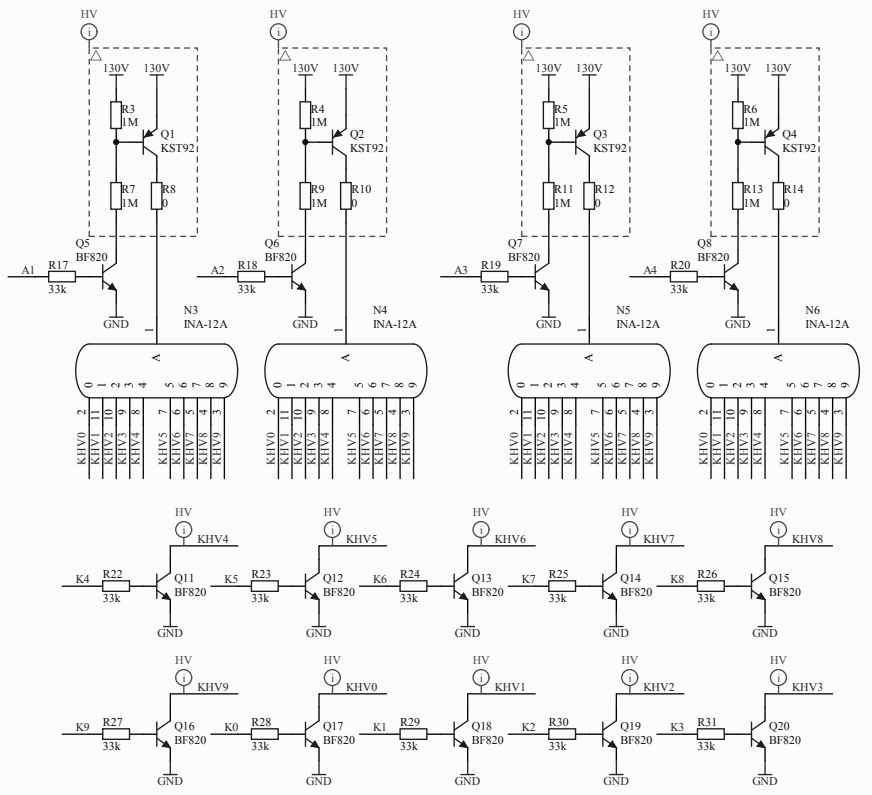 HV HV HV HV
130V 130V 130V 130V 130V 130V 130V 130V
R3 R4 R5 R6
1M 1M 1M 1M
Q1 Q2 Q3 Q4
KST92 KST92 KST92 KST92
R7 R8 R9 R10 R11 R12 R13 R14
1M 0 1M 0 1M 0 1M 0
Q5 Q6 Q7 Q8
BF820 BF820 BF820 BF820
A1 R17 A2 R18 A3 R19 A4 R20
33k 33k 33k 33k
N3 N4 N5 N6
GND INA-12A GND INA-12A GND INA-12A GND INA-12A
1 1 1 1
A A A A
0 1 2 3 4 5 6 7 8 9 0 1 2 3 4 5 6 7 8 9 0 1 2 3 4 5 6 7 8 9 0 1 2 3 4 5 6 7 8 9
2 11 10 9 8 7 6 5 4 3 2 11 10 9 8 7 6 5 4 3 2 11 10 9 8 7 6 5 4 3 2 11 10 9 8 7 6 5 4 3
KHV0 KHV1 KHV2 KHV3 KHV4 KHV5 KHV6 KHV7 KHV8 KHV9 KHV0 KHV1 KHV2 KHV3 KHV4 KHV5 KHV6 KHV7 KHV8 KHV9 KHV0 KHV1 KHV2 KHV3 KHV4 KHV5 KHV6 KHV7 KHV8 KHV9 KHV0 KHV1 KHV2 KHV3 KHV4 KHV5 KHV6 KHV7 KHV8 KHV9
HV HV HV HV HV
KHV4 KHV5 KHV6 KHV7 KHV8
K4 R22 Q11 K5 R23 Q12 K6 R24 Q13 K7 R25 Q14 K8 R26 Q15
33k BF820 33k BF820 33k BF820 33k BF820 33k BF820
GND GND GND GND GND
HV HV HV HV HV
KHV9 KHV0 KHV1 KHV2 KHV3
K9 R27 Q16 K0 R28 Q17 K1 R29 Q18 K2 R30 Q19 K3 R31 Q20
33k BF820 33k BF820 33k BF820 33k BF820 33k BF820
GND GND GND GND GND